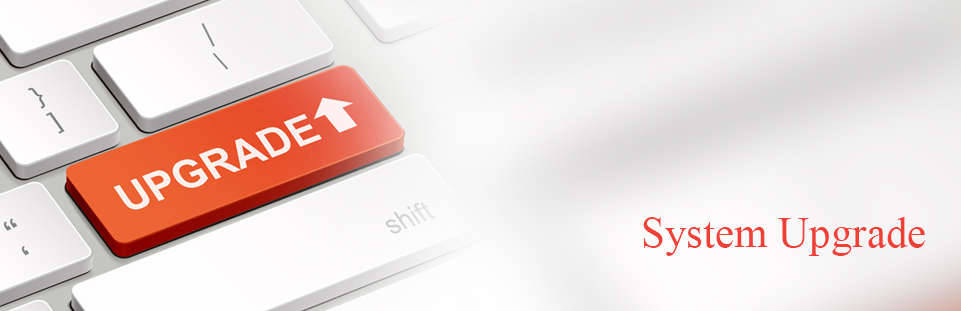 |
\
}
]
UPGRADE
“
‘
shift
System Upgrade